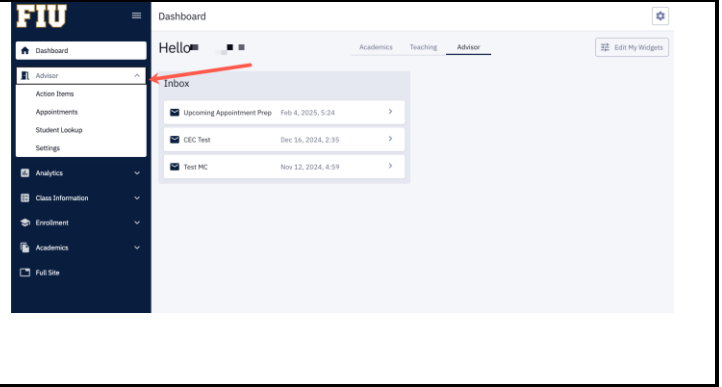 FIU
Dashboard
Dashboard
Advisor
Action Items
Appointments
Student Lookup
Settings
Analytics
Class Information
Enrollment
Academics
Full Site
Hello
Academics Teaching Advisor
Edit My Widgets
Inbox
Upcoming Appointment Prep Feb 4, 2025, 5:24
CEC Test Dec 16, 2024, 2:35
Test MC Nov 12, 2024, 4:59